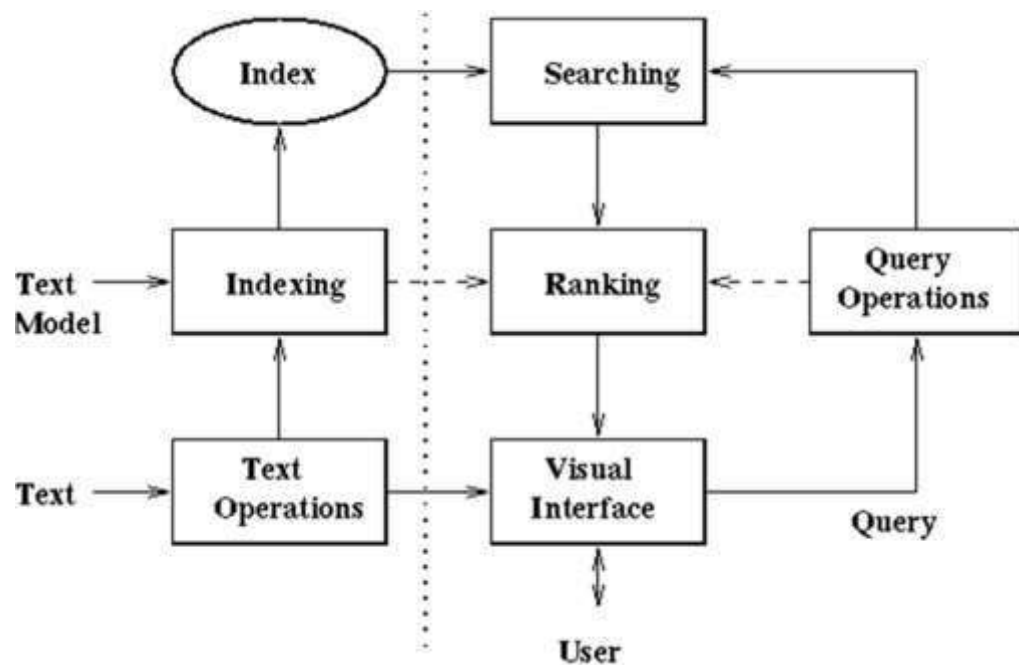 Index
Searching
Text
Model
Indexing
Ranking
Query
Operations
Text
Text
Operations
Visual
Interface
Query
User